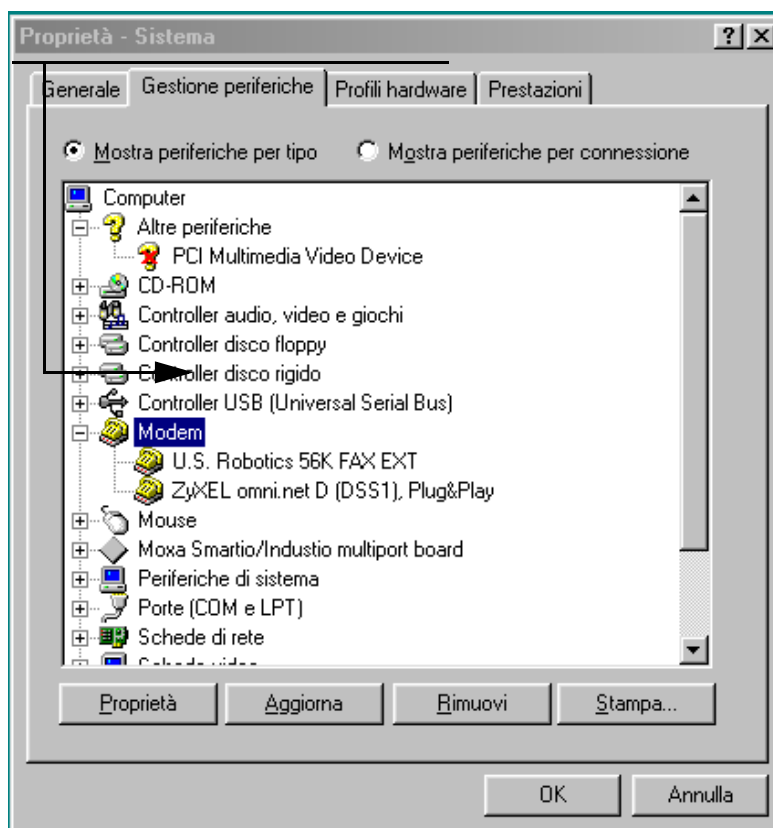 Proprietà - Sistema
Generale Gestione periferiche Profili hardware Prestazioni
Mostra periferiche per tipo Mostra periferiche per connessione
Computer
Altre periferiche
PCI Multimedia Video Device
CD-ROM
Controller audio, video e giochi
Controller disco floppy
Controller disco rigido
Controller USB (Universal Serial Bus)
Modem
U.S. Robotics 56K FAX EXT
ZyXEL omni.net D (DSS1), Plug&Play
Mouse
Moxa Smartio/Industio multiport board
Periferiche di sistema
Porte (COM e LPT)
Schede di rete
Schede video
Proprietà Aggiorna Rimuovi Stampa...
OK Annulla